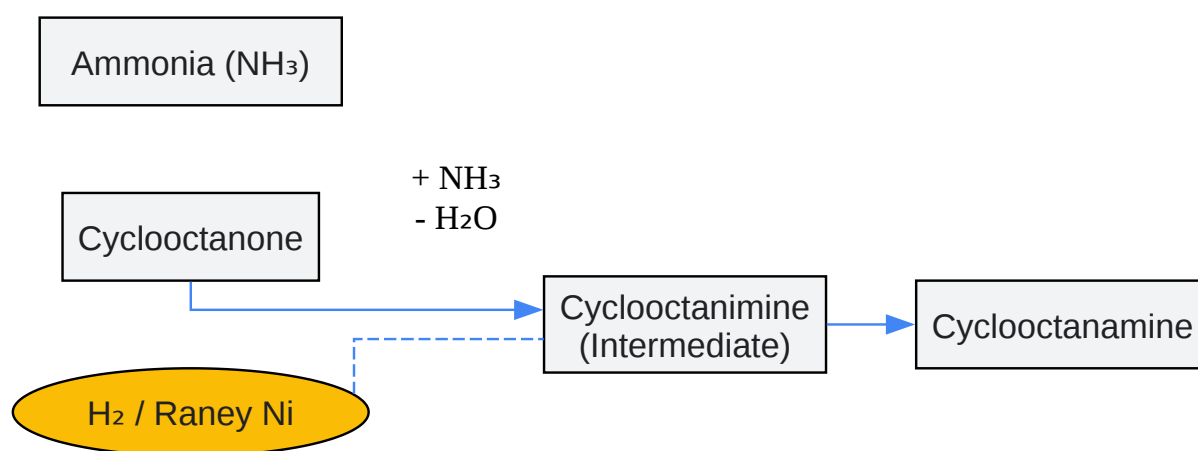 Ammonia (NH₃)
+ NH₃
- H₂O
Cyclooctanone
Cyclooctanimine
(Intermediate)
Cyclooctanamine
H₂ / Raney Ni